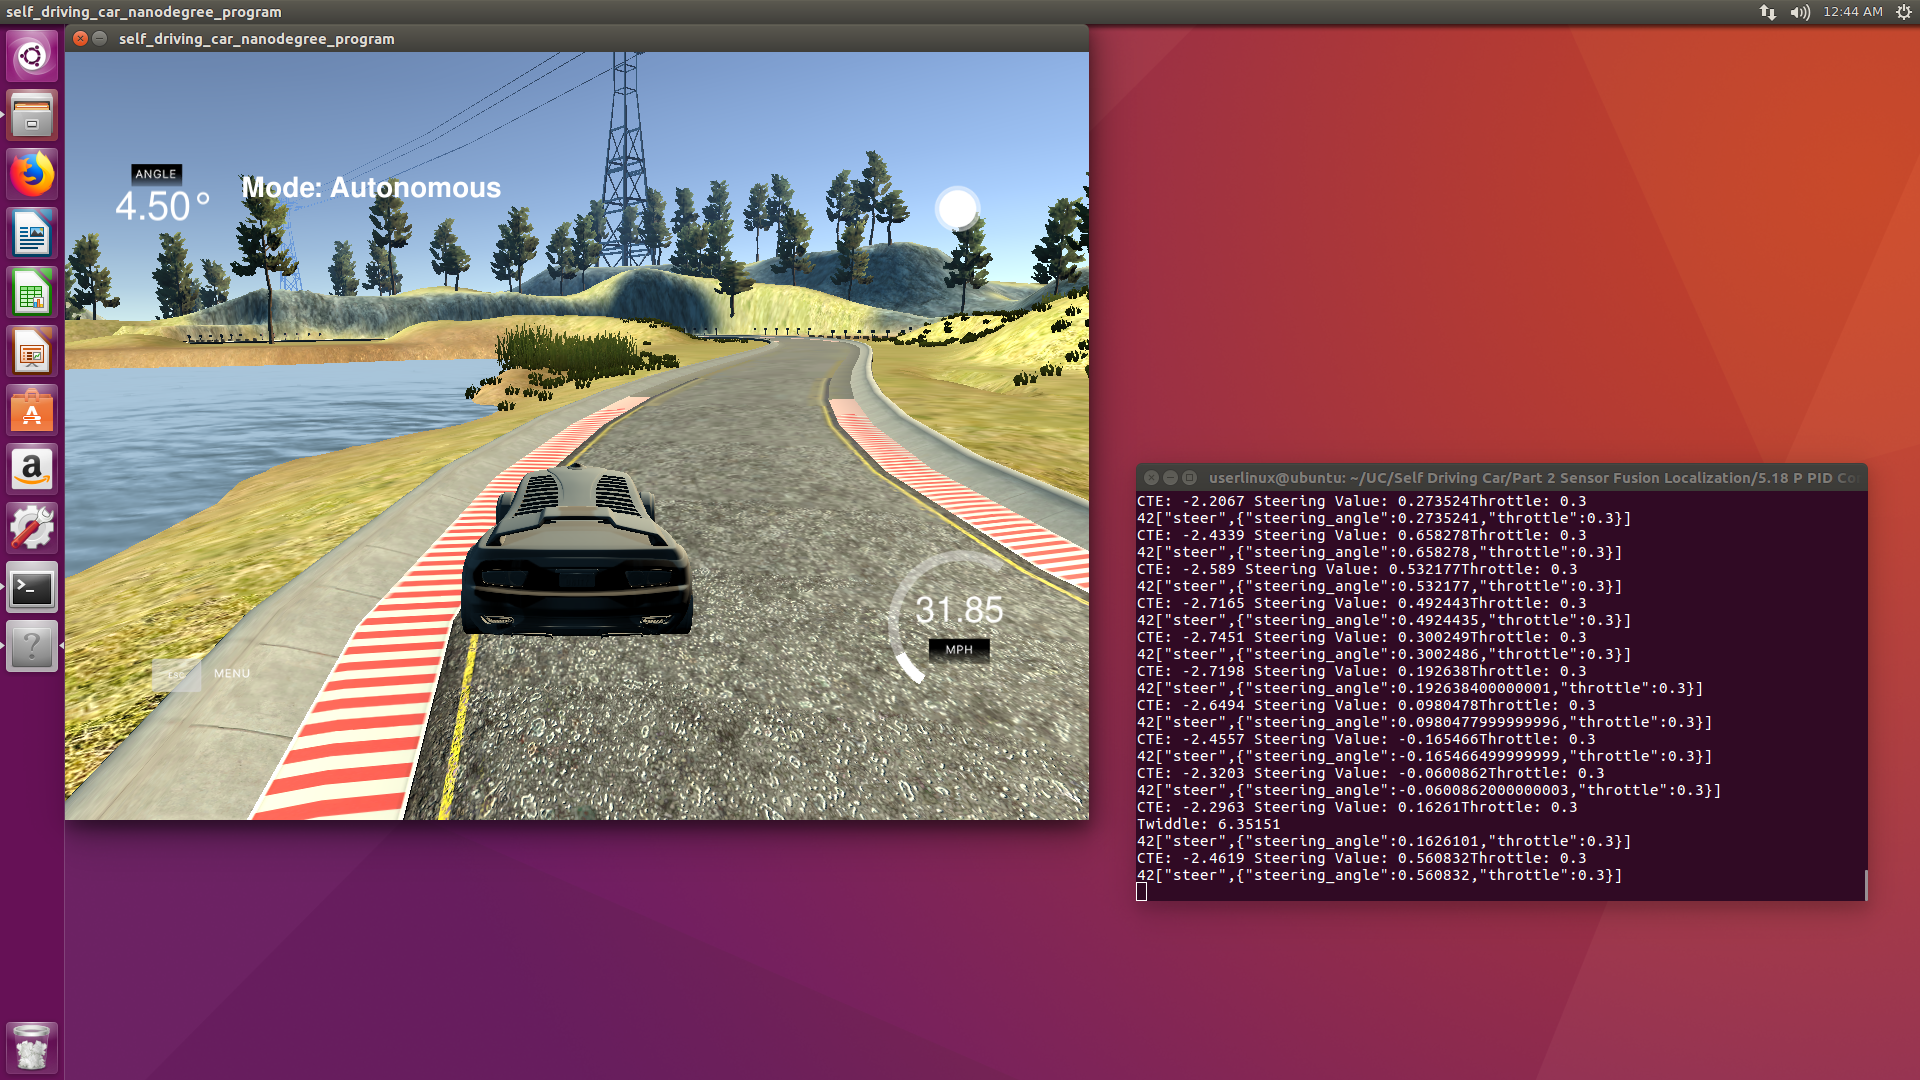 self_driving_car_nanodegree_program
12:44 AM
self_driving_car_nanodegree_program
ANGLE
4.50°
Mode: Autonomous
31.85
MPH
ESC
MENU
userlinux@ubuntu: ~/UC/Self Driving Car/Part 2 Sensor Fusion Localization/5.18 P PID Co
CTE: -2.2067 Steering Value: 0.273524Throttle: 0.3
42["steer",{"steering_angle":0.2735241,"throttle":0.3}]
CTE: -2.4339 Steering Value: 0.658278Throttle: 0.3
42["steer",{"steering_angle":0.658278,"throttle":0.3}]
CTE: -2.589 Steering Value: 0.532177Throttle: 0.3
42["steer",{"steering_angle":0.532177,"throttle":0.3}]
CTE: -2.7165 Steering Value: 0.492443Throttle: 0.3
42["steer",{"steering_angle":0.4924435,"throttle":0.3}]
CTE: -2.7451 Steering Value: 0.300249Throttle: 0.3
42["steer",{"steering_angle":0.3002486,"throttle":0.3}]
CTE: -2.7198 Steering Value: 0.192638Throttle: 0.3
42["steer",{"steering_angle":0.192638400000001,"throttle":0.3}]
CTE: -2.6494 Steering Value: 0.0980478Throttle: 0.3
42["steer",{"steering_angle":0.0980477999999996,"throttle":0.3}]
CTE: -2.4557 Steering Value: -0.165466Throttle: 0.3
42["steer",{"steering_angle":-0.165466499999999,"throttle":0.3}]
CTE: -2.3203 Steering Value: -0.0600862Throttle: 0.3
42["steer",{"steering_angle":-0.0600862000000003,"throttle":0.3}]
CTE: -2.2963 Steering Value: 0.16261Throttle: 0.3
Twiddle: 6.35151
42["steer",{"steering_angle":0.1626101,"throttle":0.3}]
CTE: -2.4619 Steering Value: 0.560832Throttle: 0.3
42["steer",{"steering_angle":0.560832,"throttle":0.3}]